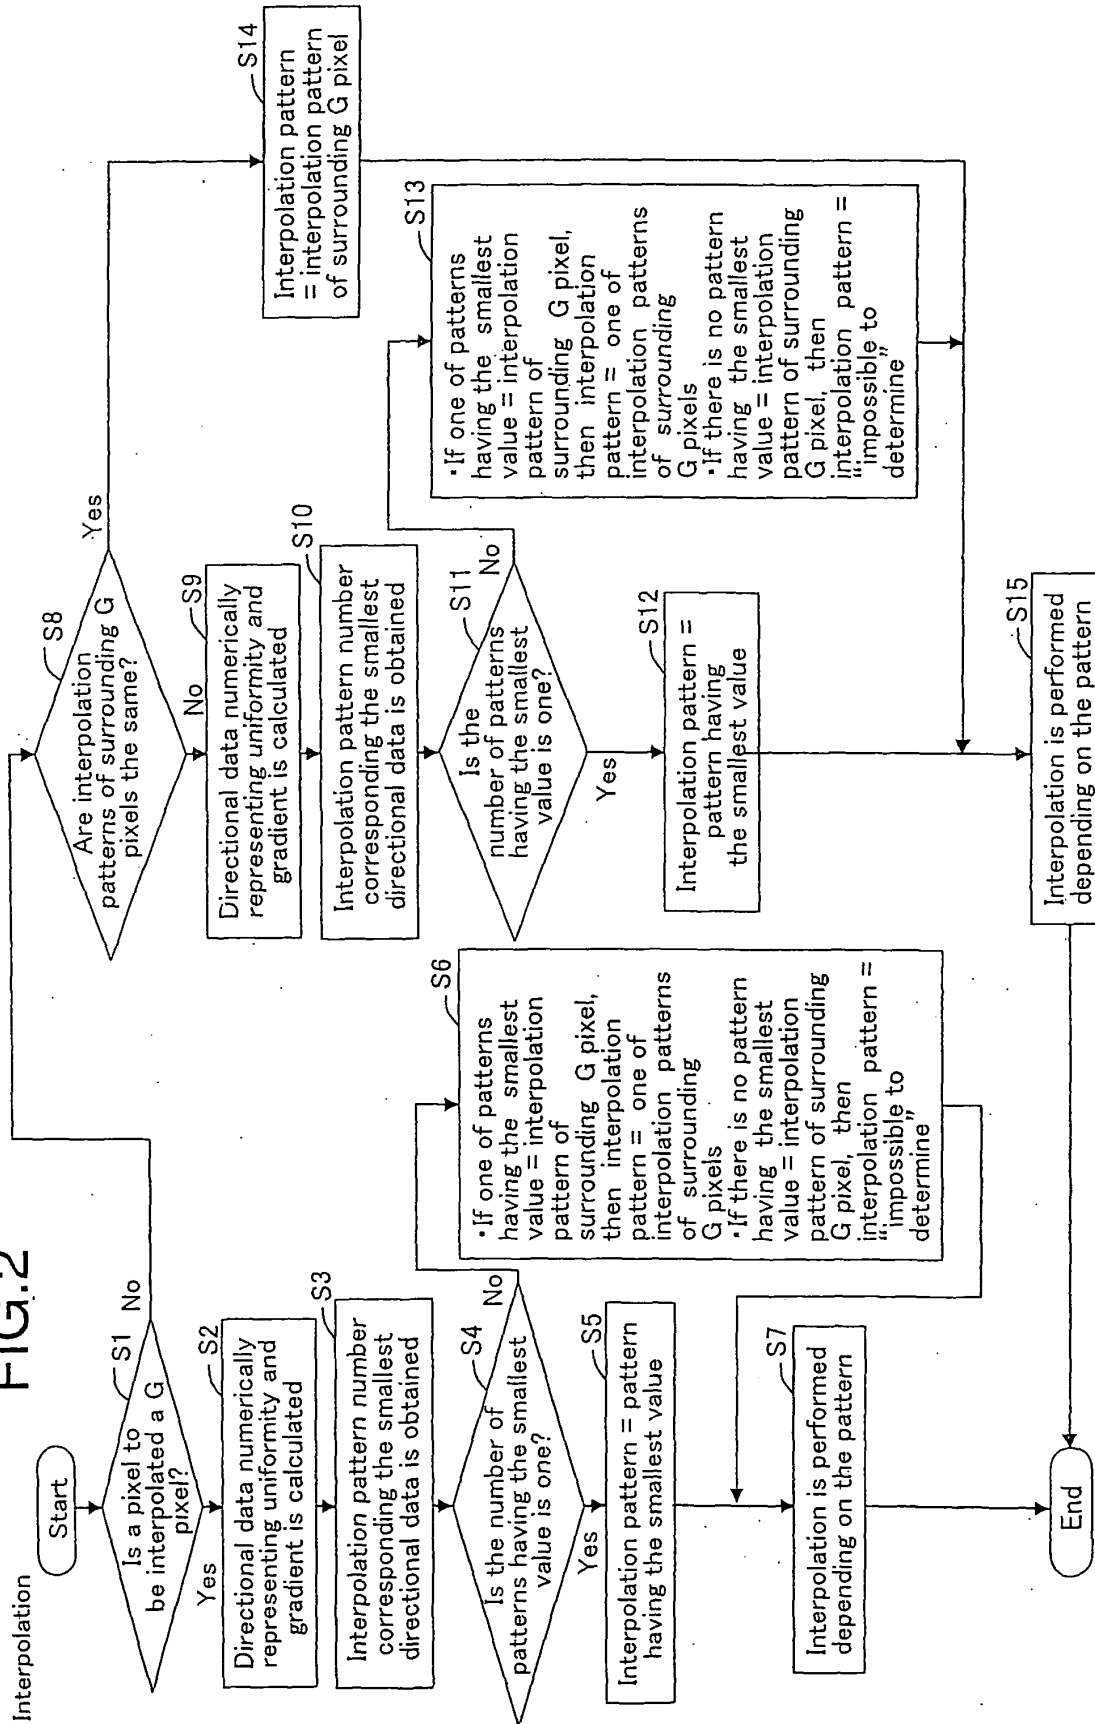 FIG.2
Interpolation
Start
S1
Is a pixel to
be interpolated a G
pixel?
No
Yes
S2
Directional data numerically
representing uniformity and
gradient is calculated
S3
Interpolation pattern number
corresponding the smallest
directional data is obtained
S4
Is the number of
patterns having the smallest
value is one?
No
Yes
S5
Interpolation pattern = pattern
having the smallest value
S6
・If one of patterns
having the smallest
value = interpolation
pattern of
surrounding G pixel,
then interpolation
pattern = one of
interpolation patterns
of surrounding
G pixels
・If there is no pattern
having the smallest
value = interpolation
pattern of surrounding
G pixel, then
interpolation pattern =
“impossible to
determine”
S7
Interpolation is performed
depending on the pattern
End
S8
Are interpolation
patterns of surrounding G
pixels the same?
Yes
No
S9
Directional data numerically
representing uniformity and
gradient is calculated
S10
Interpolation pattern number
corresponding the smallest
directional data is obtained
S11
Is the
number of patterns
having the smallest
value is one?
No
Yes
S12
Interpolation pattern =
pattern having
the smallest value
S13
・If one of patterns
having the smallest
value = interpolation
pattern of
surrounding G pixel,
then interpolation
pattern = one of
interpolation patterns
of surrounding
G pixels
・If there is no pattern
having the smallest
value = interpolation
pattern of surrounding
G pixel, then
interpolation pattern =
“impossible to
determine”
S14
Interpolation pattern
= interpolation pattern
of surrounding G pixel
S15
Interpolation is performed
depending on the pattern